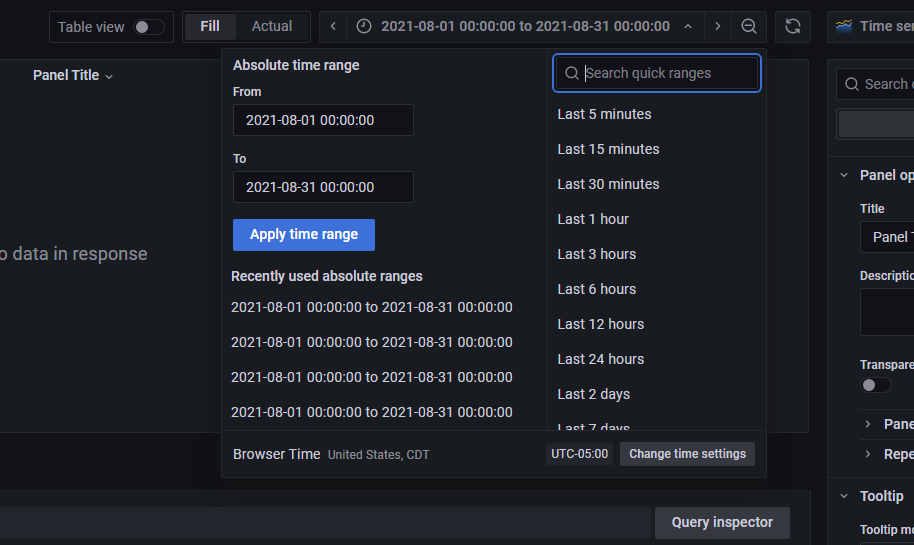 Table view
Fill
Actual
2021-08-01 00:00:00 to 2021-08-31 00:00:00
Time ser
Panel Title
Absolute time range
From
2021-08-01 00:00:00
To
2021-08-31 00:00:00
Apply time range
Recently used absolute ranges
2021-08-01 00:00:00 to 2021-08-31 00:00:00
2021-08-01 00:00:00 to 2021-08-31 00:00:00
2021-08-01 00:00:00 to 2021-08-31 00:00:00
2021-08-01 00:00:00 to 2021-08-31 00:00:00
Search quick ranges
Last 5 minutes
Last 15 minutes
Last 30 minutes
Last 1 hour
Last 3 hours
Last 6 hours
Last 12 hours
Last 24 hours
Last 2 days
Last 7 days
Browser Time United States, CDT
UTC-05:00
Change time settings
o data in response
Query inspector
Search o
Panel op
Title
Panel T
Descriptio
Transpare
Pane
Repe
Tooltip
Tooltip mo